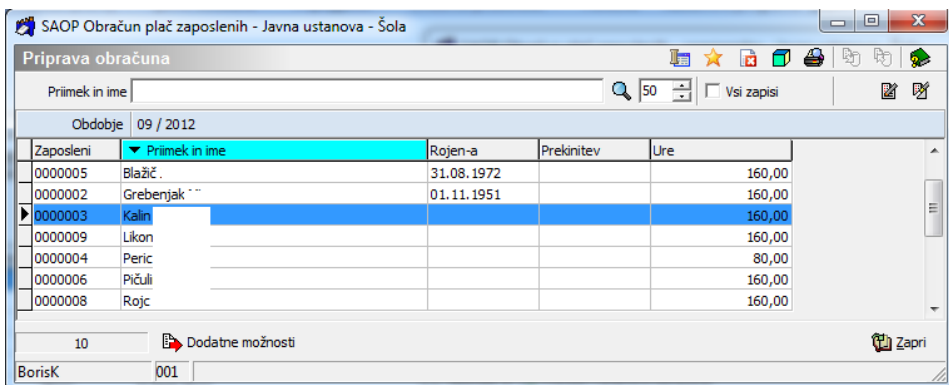 SAOP Obračun plač zaposlenih - Javna ustanova - Šola
Priprava obračuna
Priimek in ime 50 Vsi zapisi
Obdobje 09 / 2012
Zaposleni Priimek in ime Rojen-a Prekinitev Ure
0000005 Blažič . 31.08.1972 160,00
0000002 Grebenjak 01.11.1951 160,00
0000003 Kalin 160,00
0000009 Likon 160,00
0000004 Peric 80,00
0000006 Pičuli 160,00
0000008 Rojc 160,00
10 Dodatne možnosti Zapri
BorisK 001